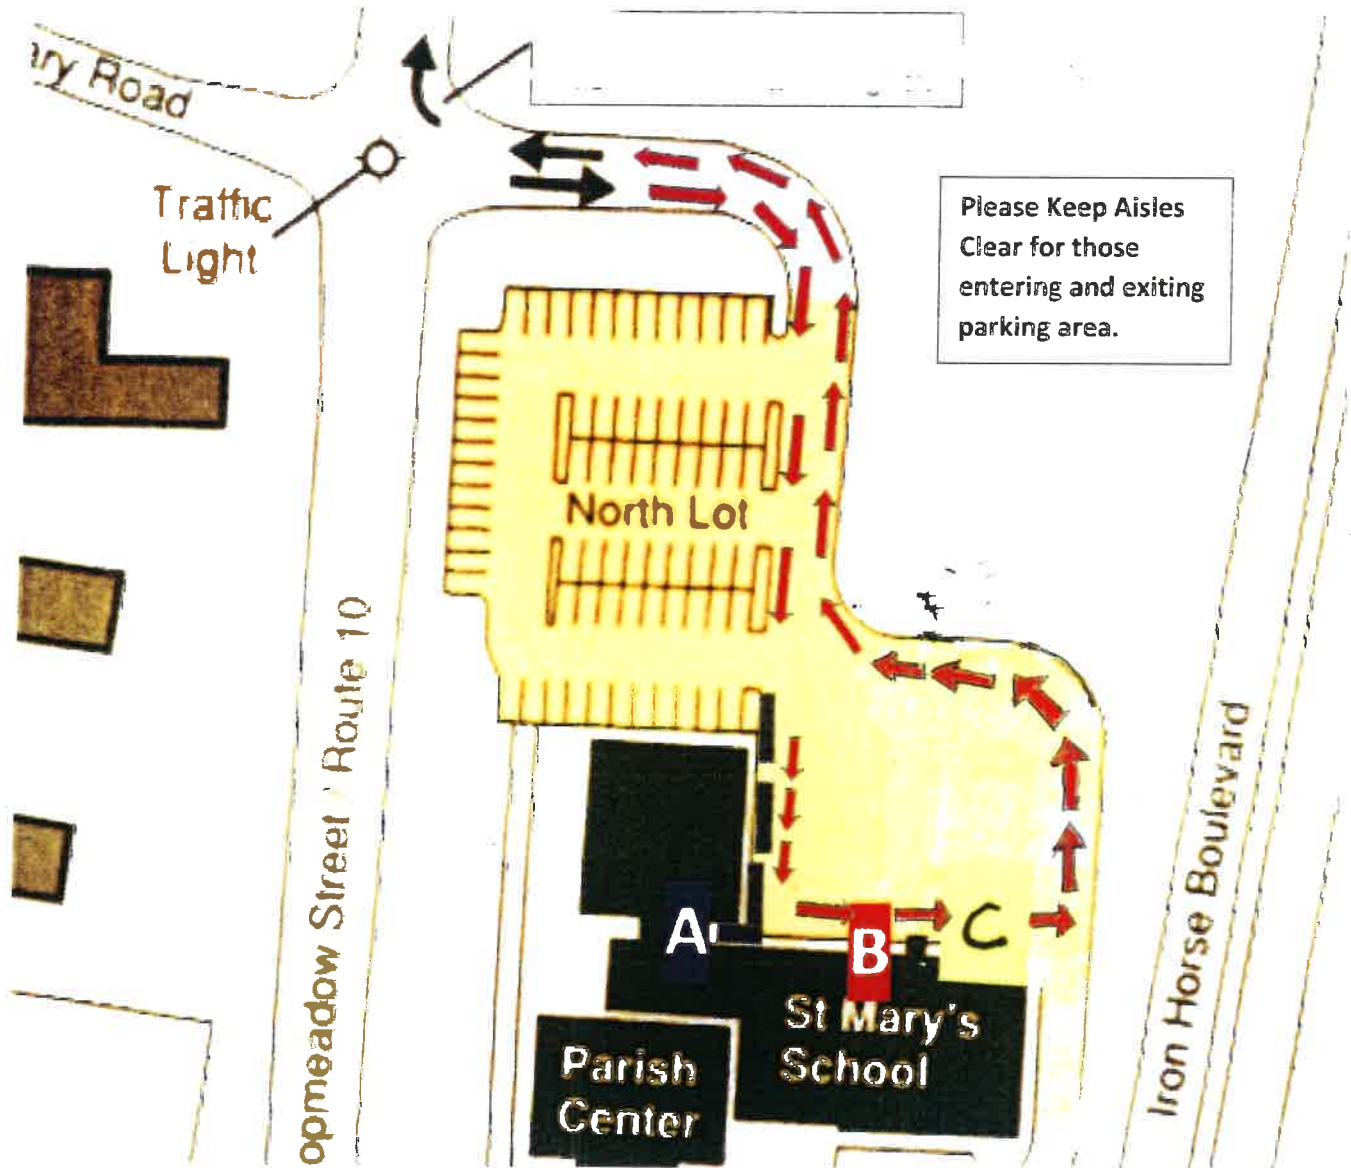 ary Road
Traffic
Light
Please Keep Aisles
Clear for those
entering and exiting
parking area.
North Lot
opmeadow Street / Route 10
Iron Horse Boulevard
A
B
C
St Mary's
School
Parish
Center